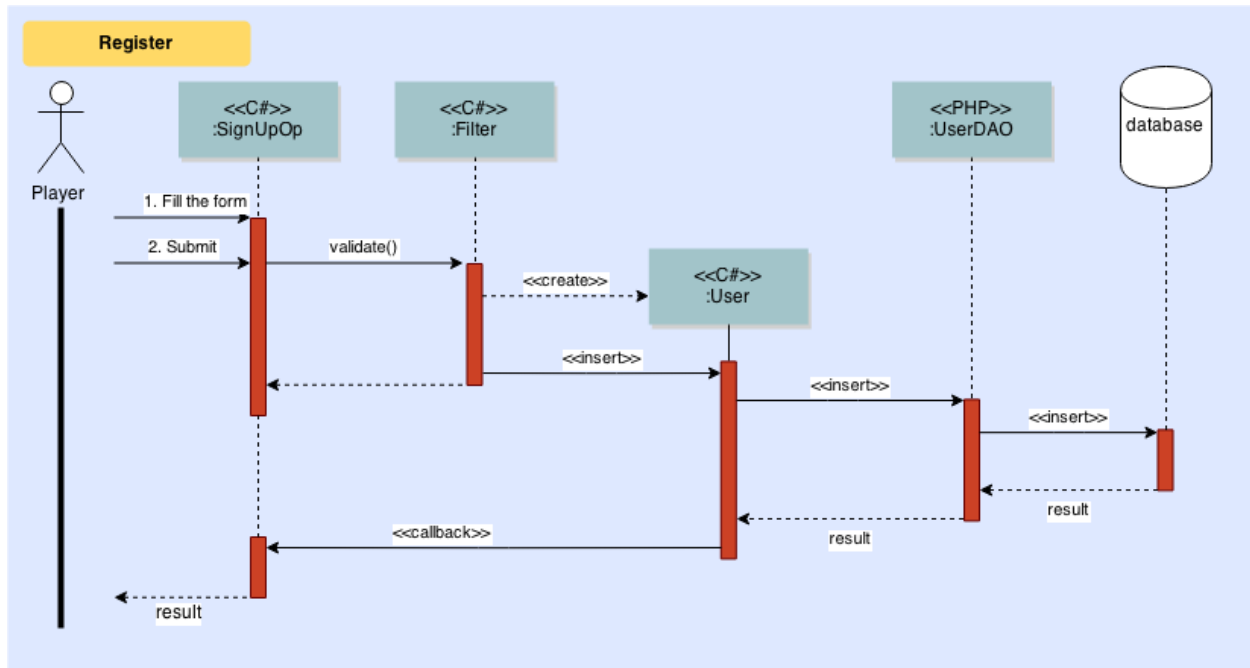 Register
<<C#>>
:SignUpOp
<<C#>>
:Filter
<<PHP>>
:UserDAO
database
Player
1. Fill the form
2. Submit
validate()
<<create>>
<<C#>>
:User
<<insert>>
<<insert>>
<<insert>>
result
result
<<callback>>
result